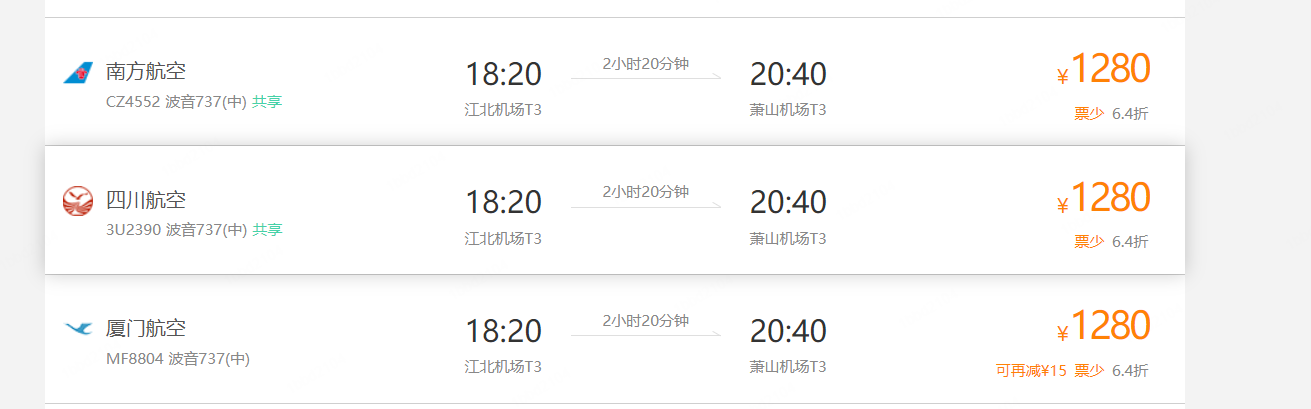 南方航空
CZ4552 波音737(中) 共享
18:20
江北机场T3
2小时20分钟
20:40
萧山机场T3
¥1280
票少 6.4折
四川航空
3U2390 波音737(中) 共享
18:20
江北机场T3
2小时20分钟
20:40
萧山机场T3
¥1280
票少 6.4折
厦门航空
MF8804 波音737(中)
18:20
江北机场T3
2小时20分钟
20:40
萧山机场T3
¥1280
可再减¥15 票少 6.4折